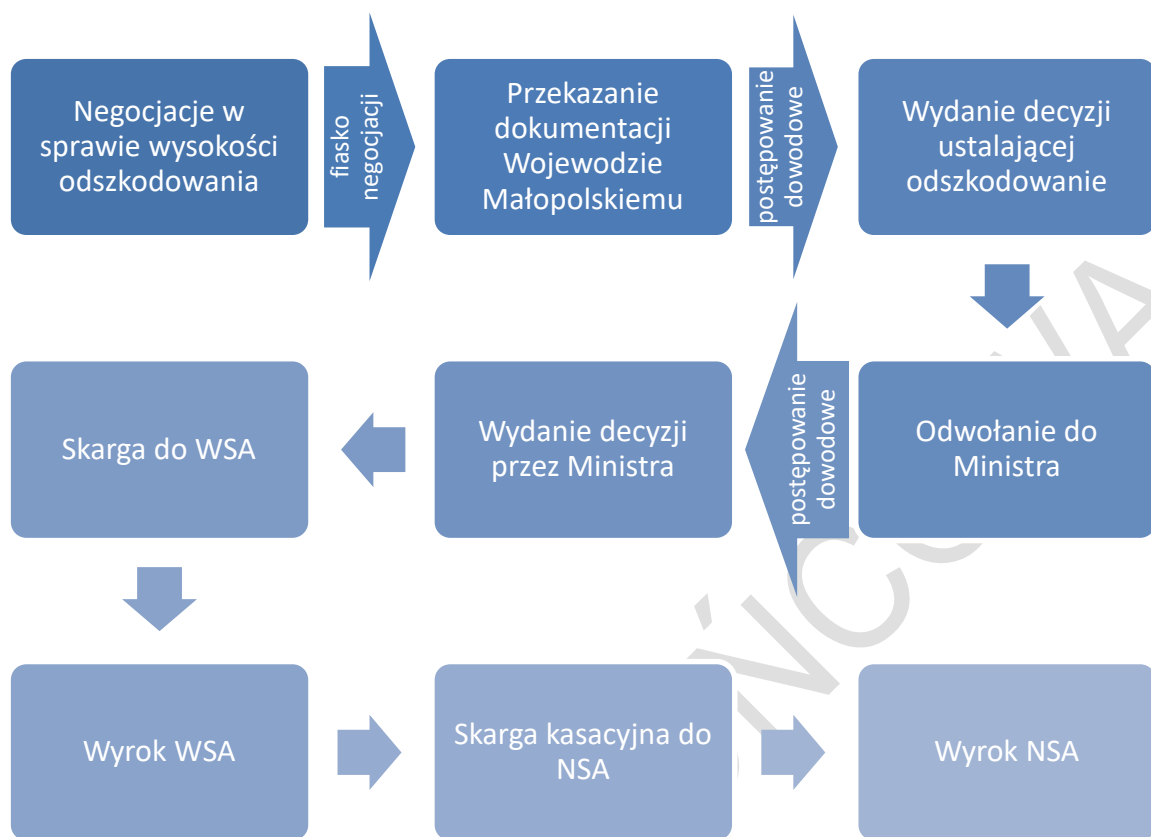 Negocjacje w
sprawie wysokości
odszkodowania
fiasko
negocjacji
Przekazanie
dokumentacji
Wojewodzie
Małopolskiemu
postępowanie
dowodowe
Wydanie decyzji
ustalającej
odszkodowanie
Odwołanie do
Ministra
postępowanie
dowodowe
Wydanie decyzji
przez Ministra
Skarga do WSA
Wyrok WSA
Skarga kasacyjna do
NSA
Wyrok NSA